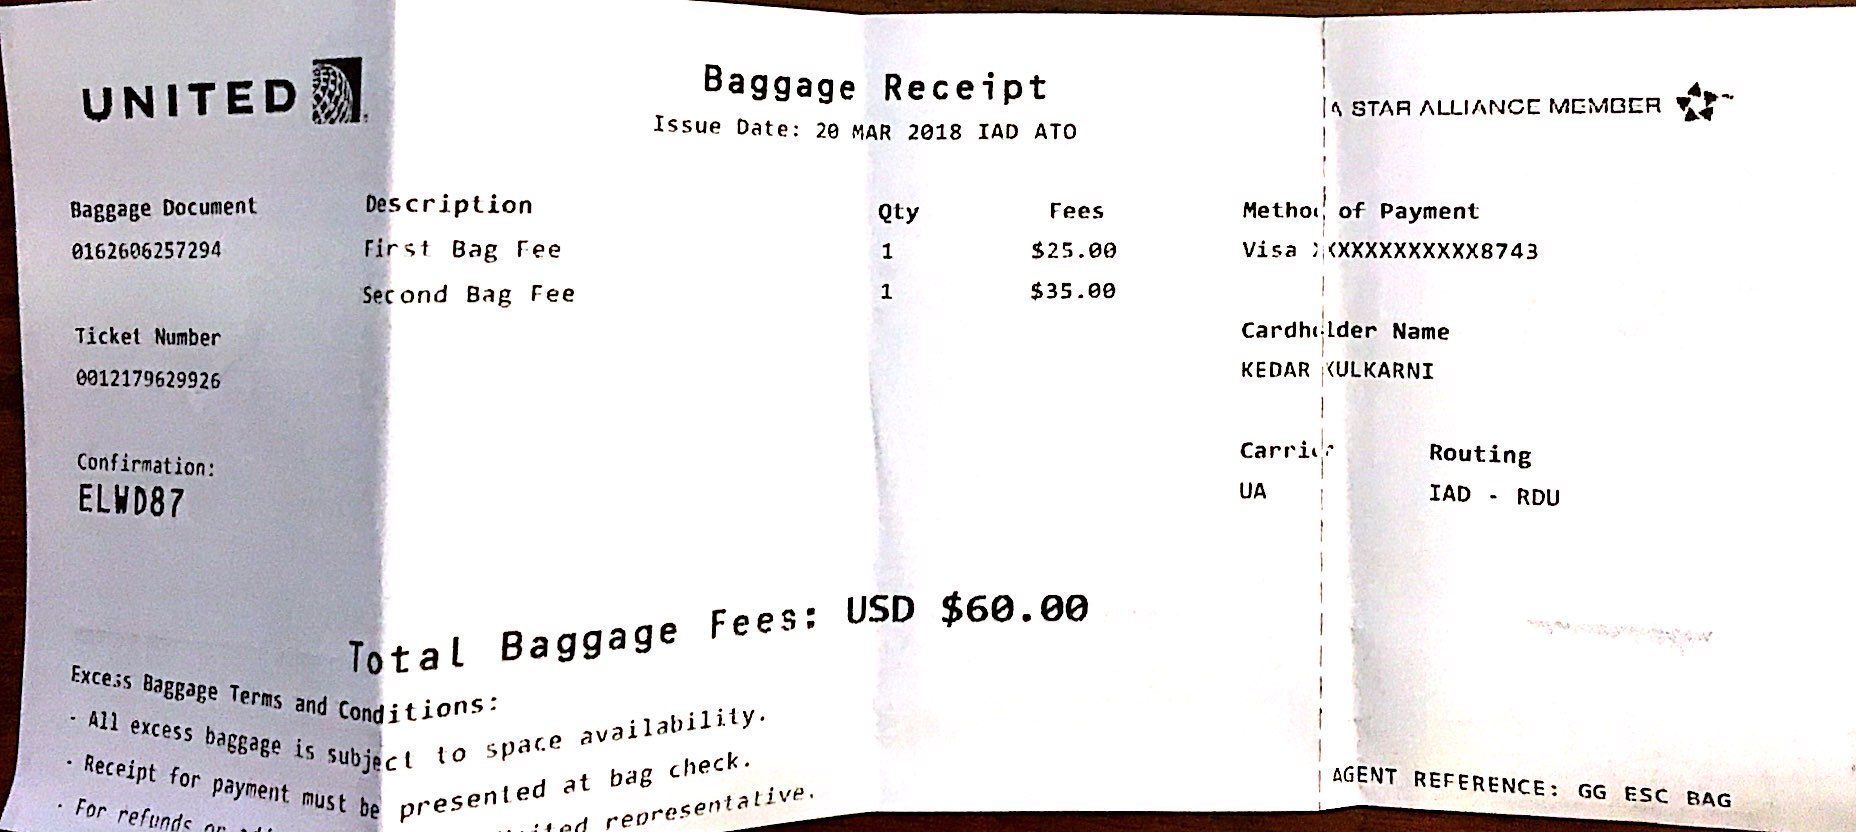 UNITED
Baggage Receipt
Issue Date: 20 MAR 2018 IAD ATO
A STAR ALLIANCE MEMBER
Baggage Document Description Qty Fees Method of Payment
0162606257294 First Bag Fee 1 $25.00 Visa XXXXXXXXXXXX8743
Second Bag Fee 1 $35.00
Ticket Number Cardholder Name
0012179629926 KEDAR KULKARNI
Confirmation: Carrier Routing
ELWD87 UA IAD - RDU
Total Baggage Fees: USD $60.00
Excess Baggage Terms and Conditions:
· All excess baggage is subject to space availability.
· Receipt for payment must be presented at bag check.
· For refunds or representative.
AGENT REFERENCE: GG ESC BAG